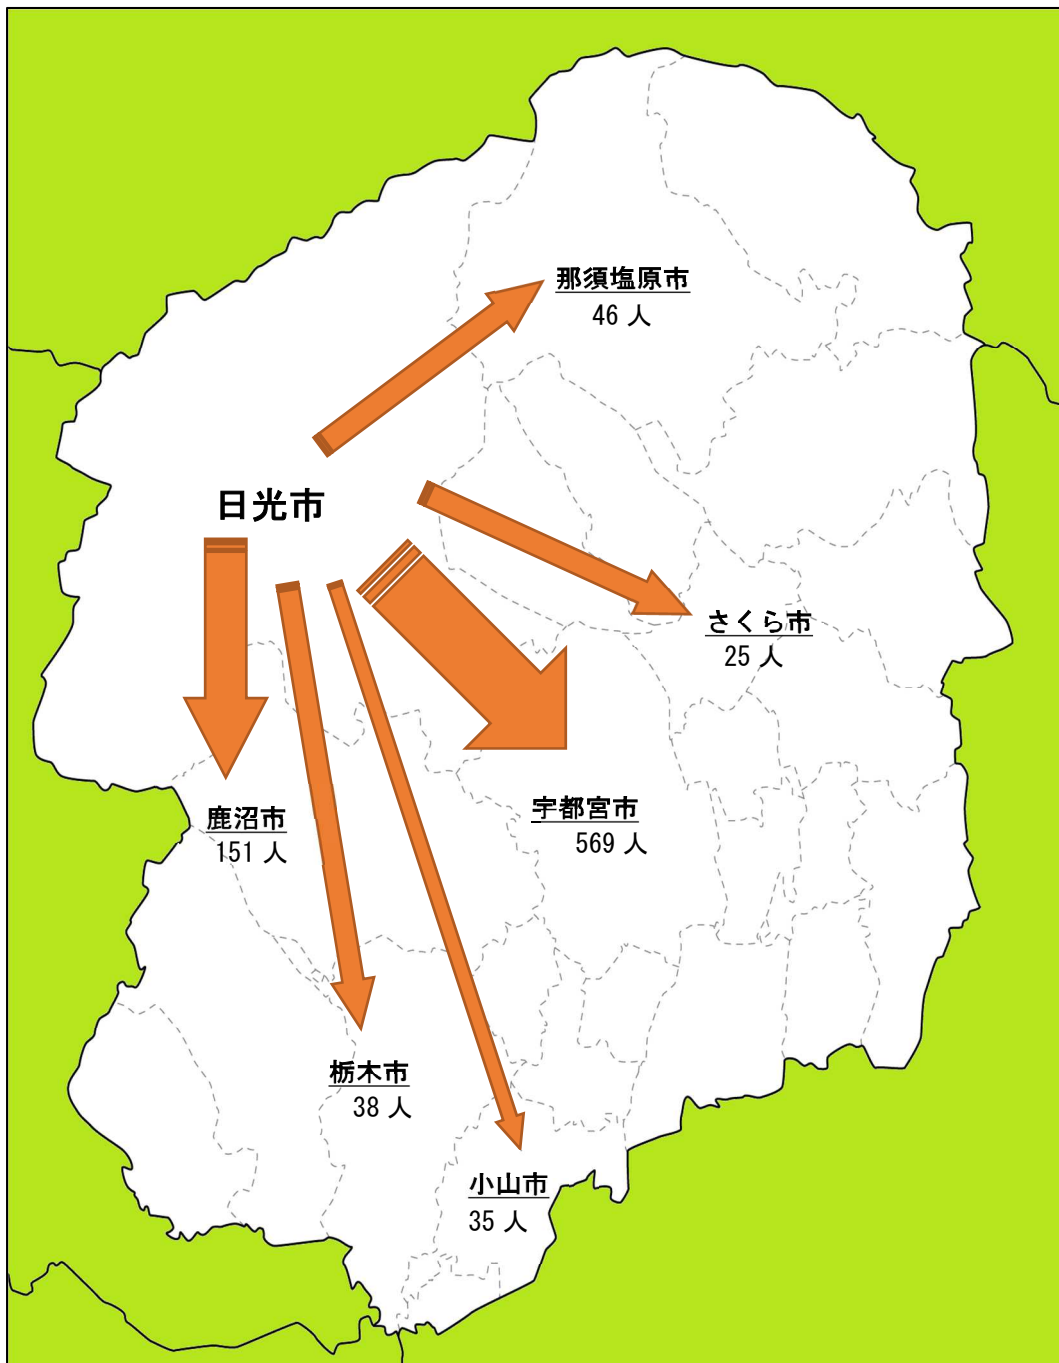 那須塩原市
46 人
日光市
さくら市
25 人
鹿沼市
151 人
宇都宮市
569 人
栃木市
38 人
小山市
35 人